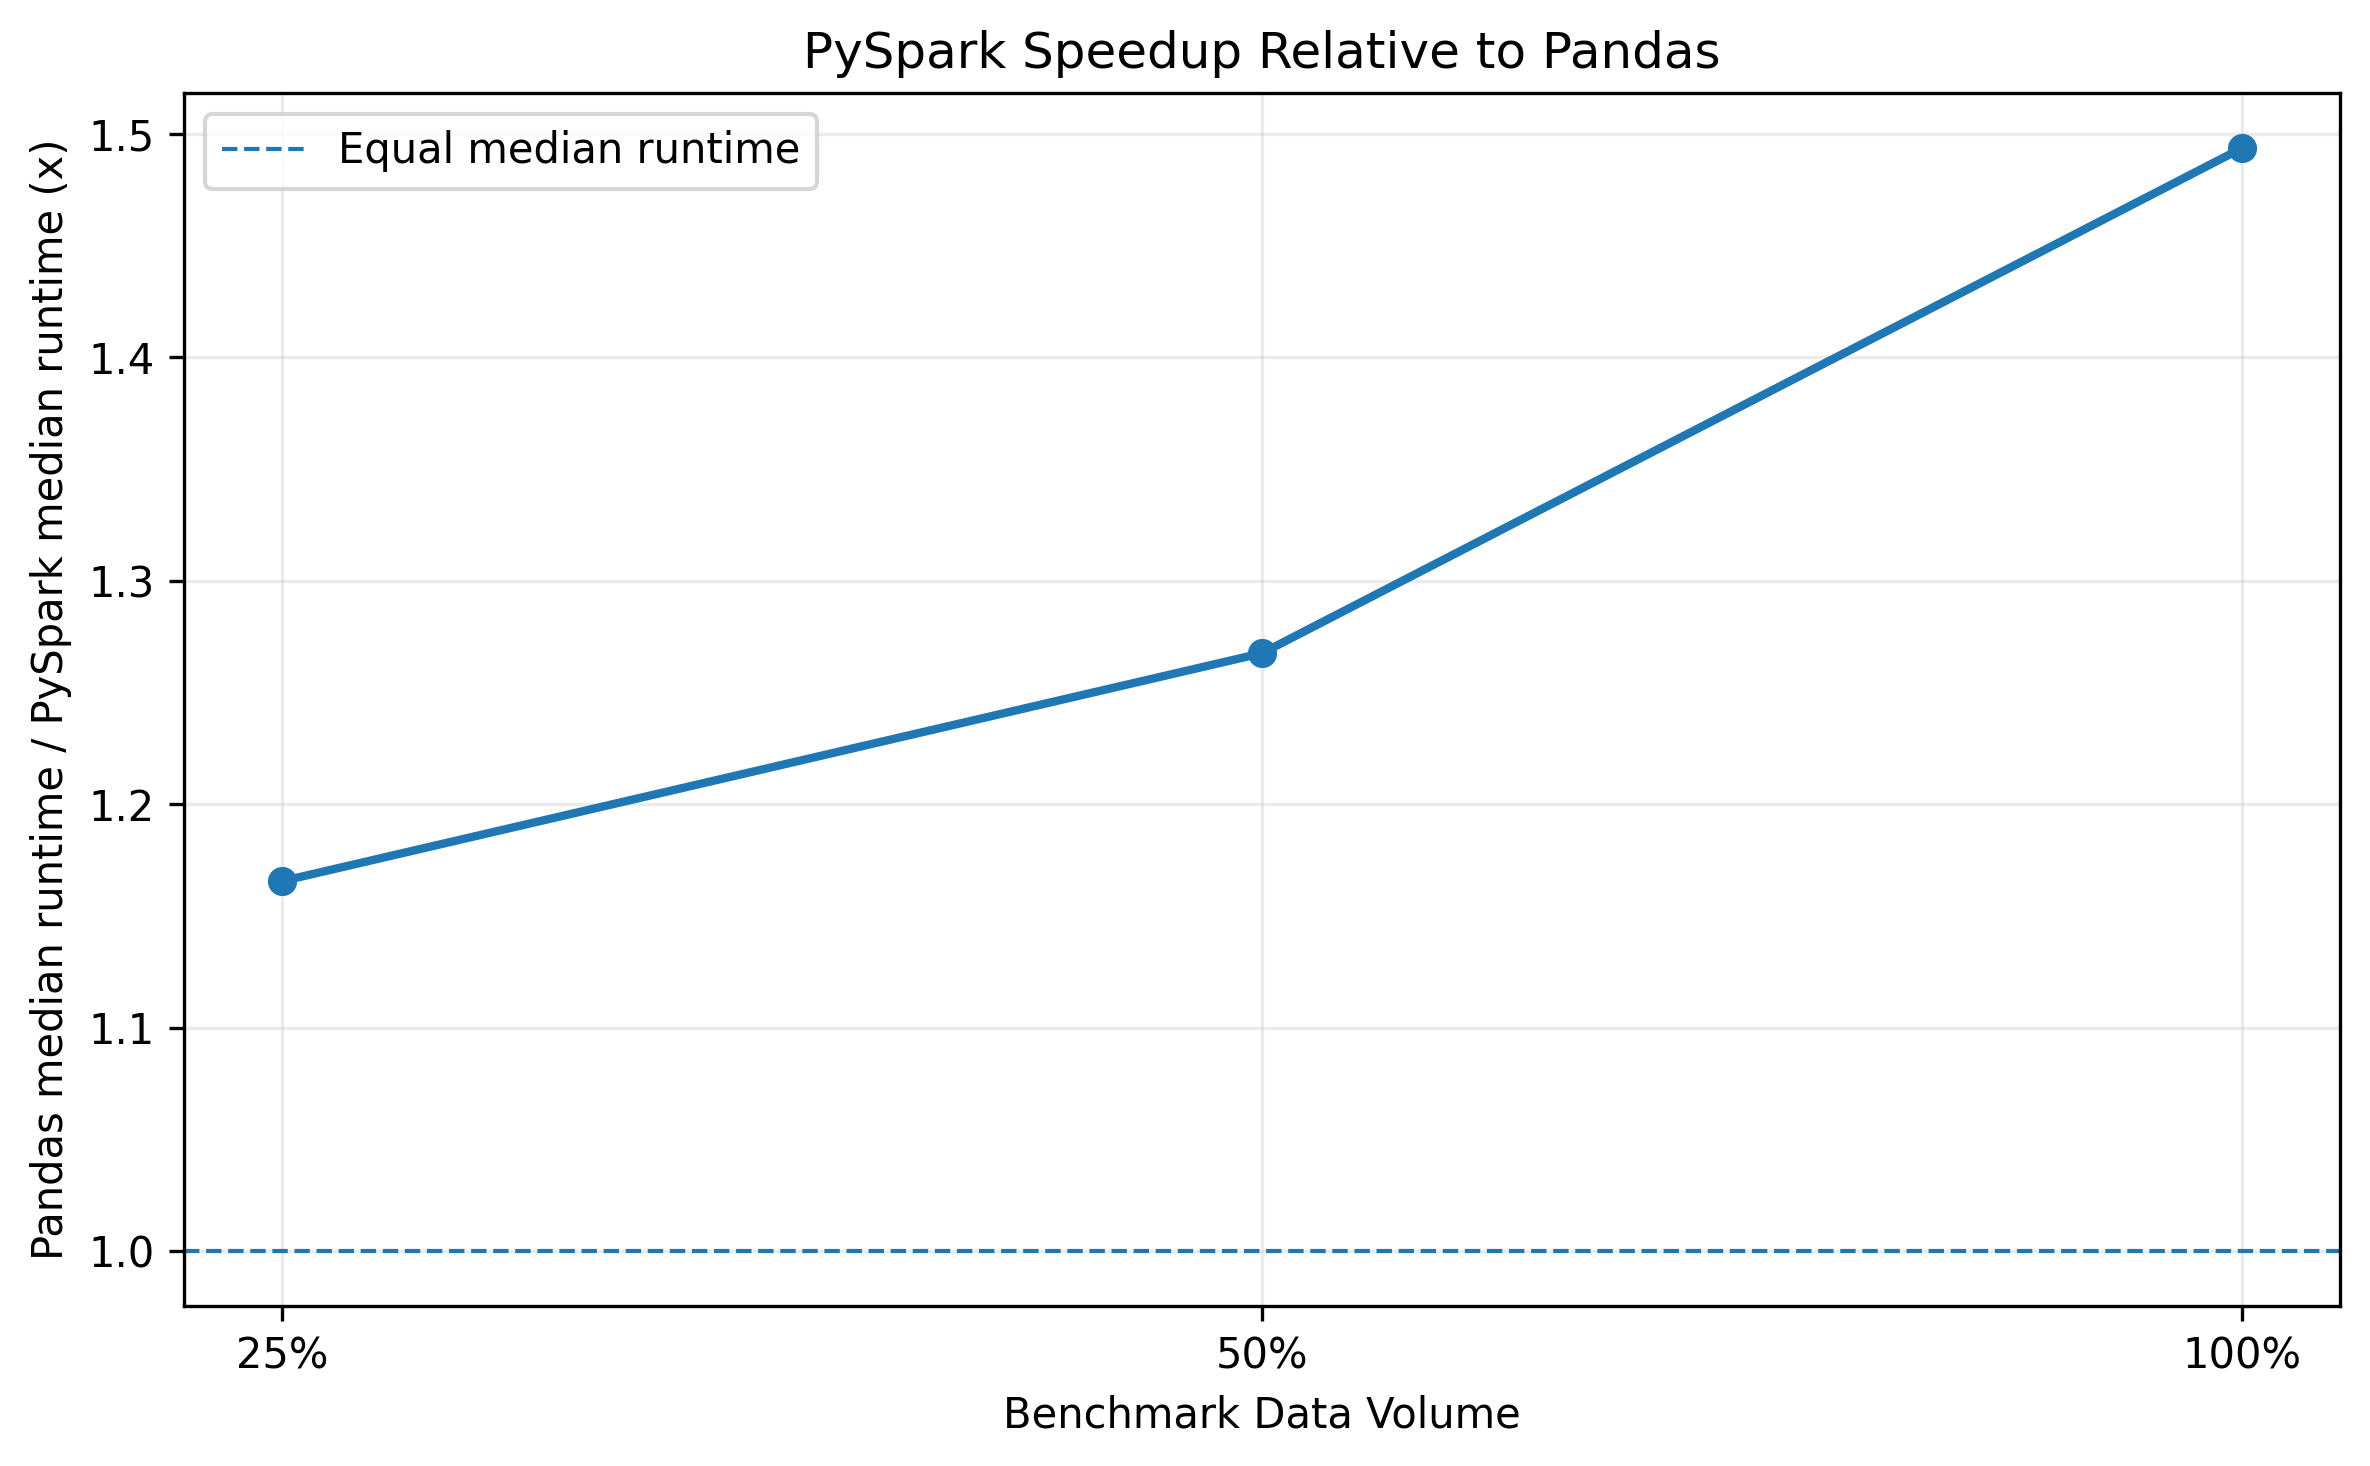 PySpark Speedup Relative to Pandas
Equal median runtime
Pandas median runtime / PySpark median runtime (x)
1.5
1.4
1.3
1.2
1.1
1.0
25%
50%
100%
Benchmark Data Volume